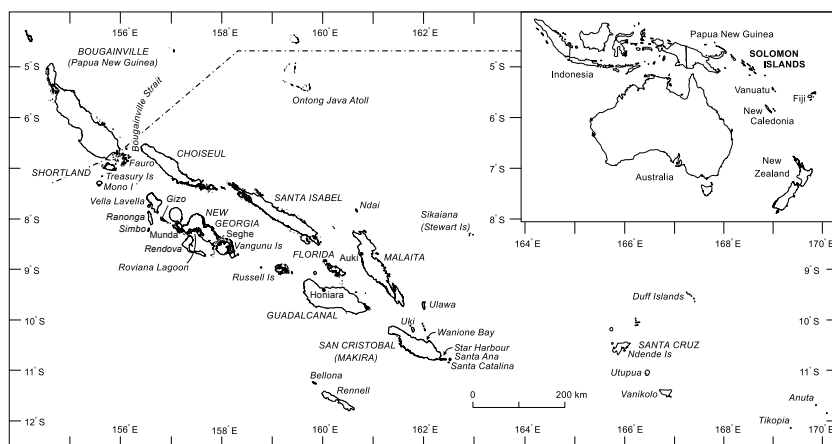 156°E
158°E
160°E
162°E
5°S
6°S
7°S
8°S
9°S
10°S
11°S
12°S
BOUGAINVILLE
(Papua New Guinea)
Bougainville Strait
Ontong Java Atoll
CHOISEUL
SHORTLAND
Fauro
Treasury Is
Mono I
Vella Lavella
Gizo
Ranonga
Simbo
NEW
GEORGIA
Munda
Seghe
Rendova
Vangunu Is
Roviana Lagoon
SANTA ISABEL
Ndai
Sikaiana
(Stewart Is)
FLORIDA
Auki
MALAITA
Russell Is
Honiara
GUADALCANAL
Ulawa
Uki
Wanione Bay
SAN CRISTOBAL
(MAKIRA)
Star Harbour
Santa Ana
Santa Catalina
Bellona
Rennell
0
200 km
Duff Islands
SANTA CRUZ
Ndende Is
Utupua
Vanikolo
Anuta
Tikopia
156°E
158°E
160°E
162°E
164°E
166°E
168°E
170°E
5°S
6°S
7°S
8°S
164°E
166°E
168°E
170°E
Papua New Guinea
SOLOMON
ISLANDS
Indonesia
Vanuatu
Fiji
New
Caledonia
Australia
New
Zealand